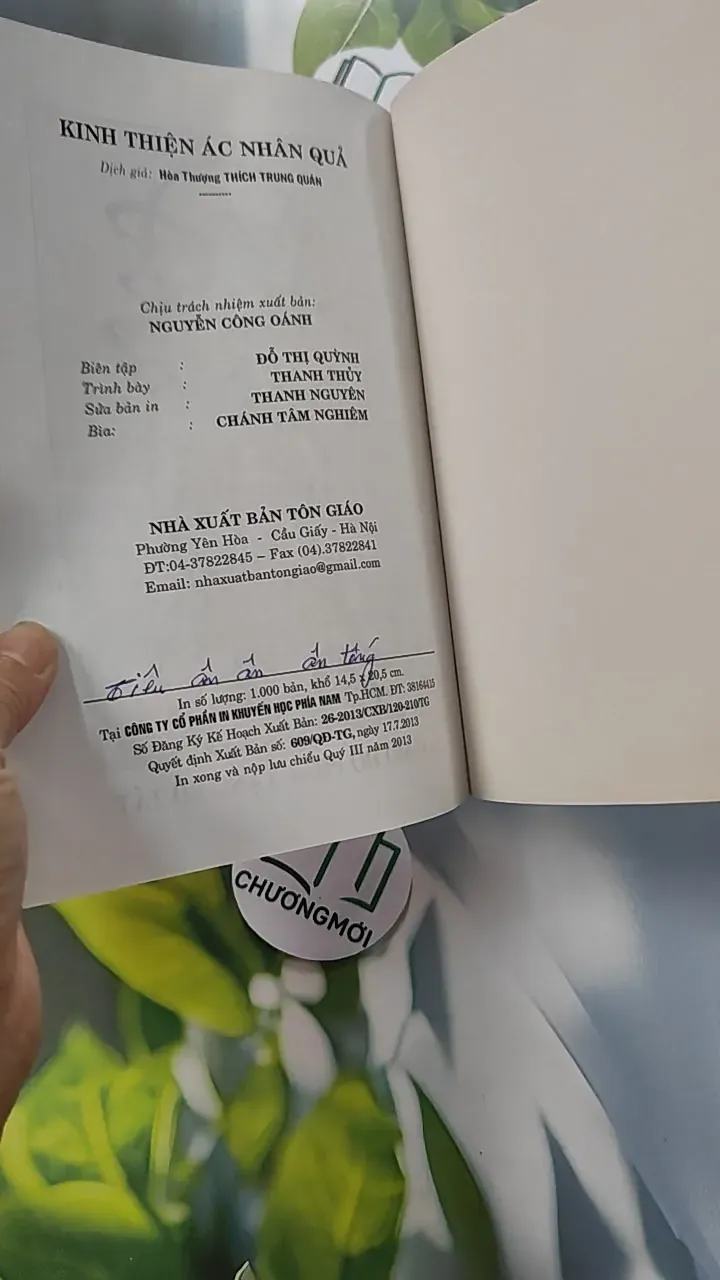 KINH THIỆN ÁC NHÂN QUẢ
Dịch giả: Hòa Thượng THÍCH TRUNG QUÁN
Chịu trách nhiệm xuất bản:
NGUYỄN CÔNG OÁNH
Biên tập : ĐỖ THỊ QUỲNH
Trình bày : THANH THỦY
Sửa bản in : THANH NGUYÊN
Bìa: : CHÁNH TÂM NGHIÊM
NHÀ XUẤT BẢN TÔN GIÁO
Phường Yên Hòa - Cầu Giấy - Hà Nội
ĐT:04-37822845 – Fax (04).37822841
Email: nhaxuatbantongiao@gmail.com
ấn tống
In số lượng: 1.000 bản, khổ 14,5 x 20,5 cm.
Tại CÔNG TY CỔ PHẦN IN KHUYẾN HỌC PHÍA NAM Tp.HCM. ĐT: 38164415
Số Đăng Ký Kế Hoạch Xuất Bản: 26-2013/CXB/120-210/TG
Quyết định Xuất Bản số: 609/QĐ-TG, ngày 17.7.2013
In xong và nộp lưu chiểu Quý III năm 2013
CHƯƠNGMỚI